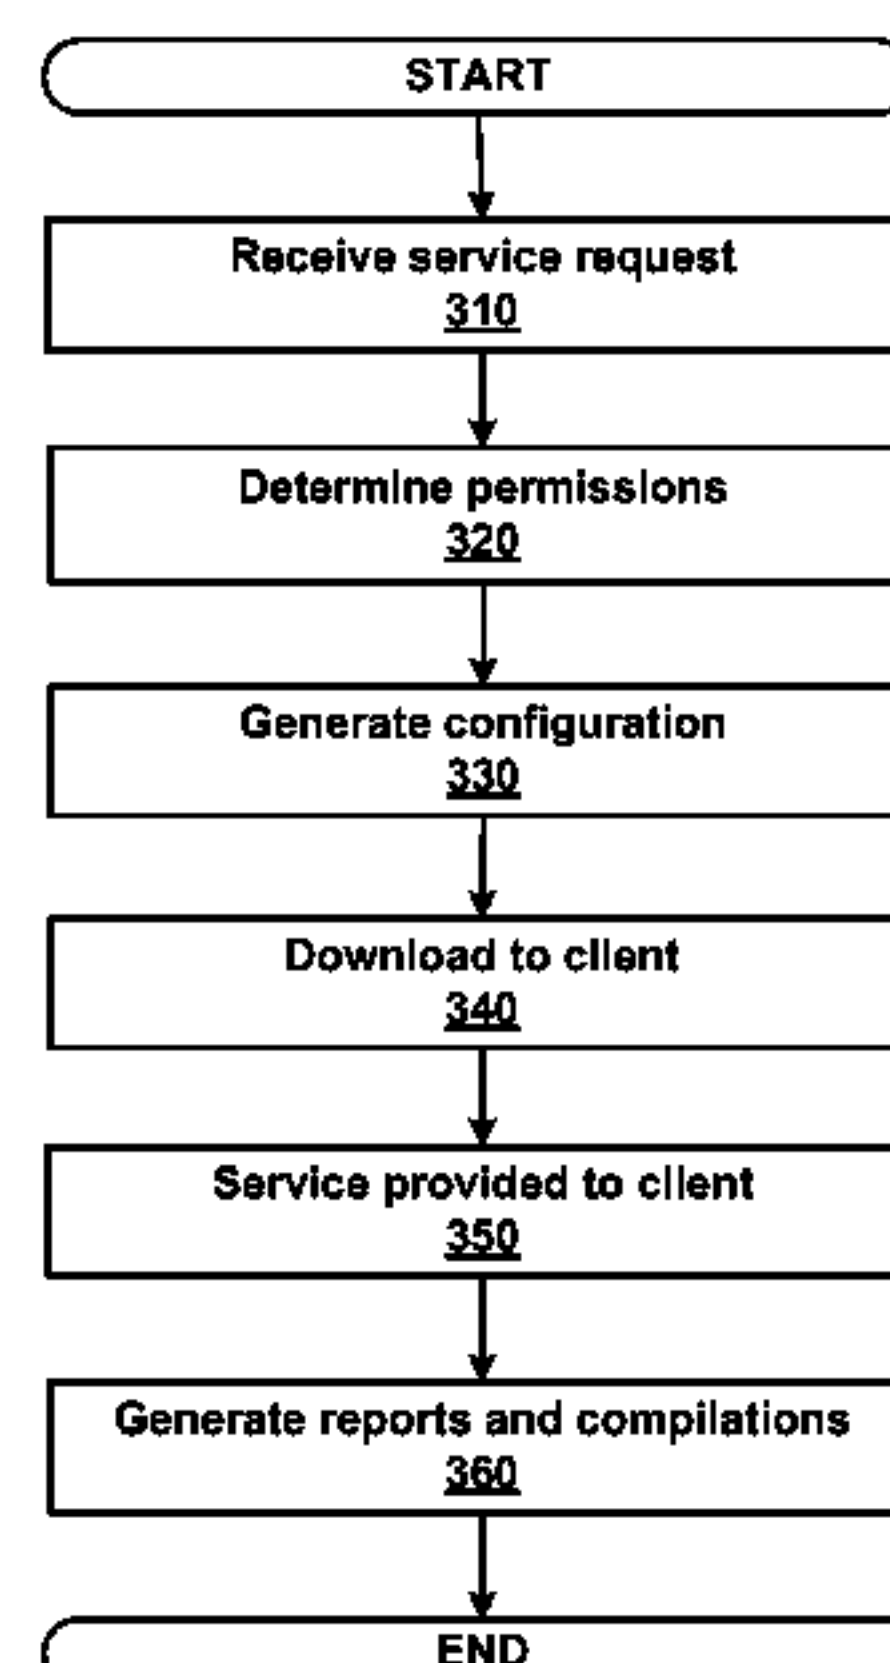 START
Receive service request
310
Determine permissions
320
Generate configuration
330
Download to client
340
Service provided to client
350
Generate reports and compilations
360
END